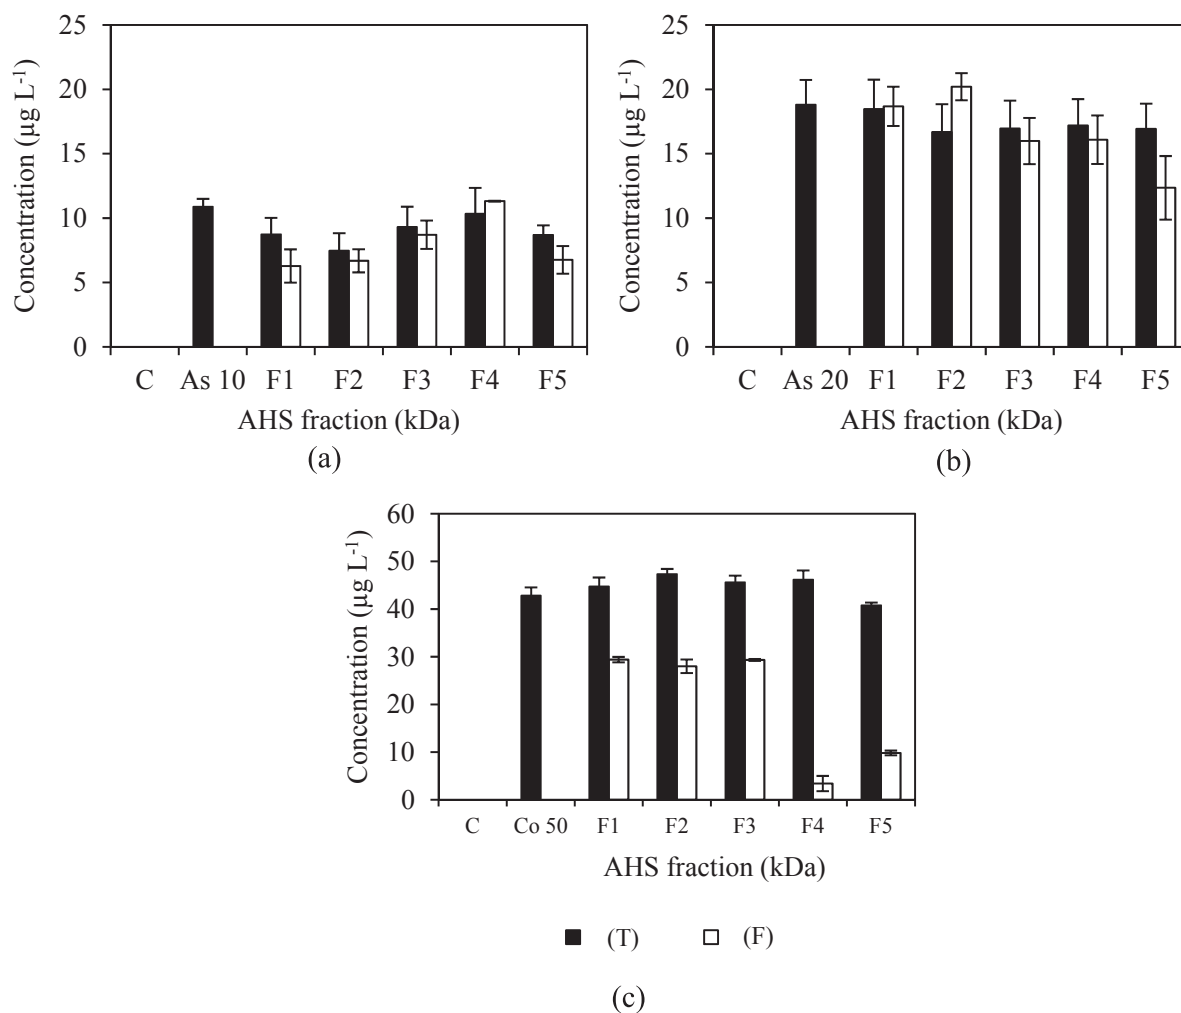 Concentration (µg L⁻¹)
25
20
15
10
5
0
C As 10 F1 F2 F3 F4 F5
AHS fraction (kDa)
(a)
Concentration (µg L⁻¹)
25
20
15
10
5
0
C As 20 F1 F2 F3 F4 F5
AHS fraction (kDa)
(b)
Concentration (µg L⁻¹)
60
50
40
30
20
10
0
C Co 50 F1 F2 F3 F4 F5
AHS fraction (kDa)
(T) (F)
(c)